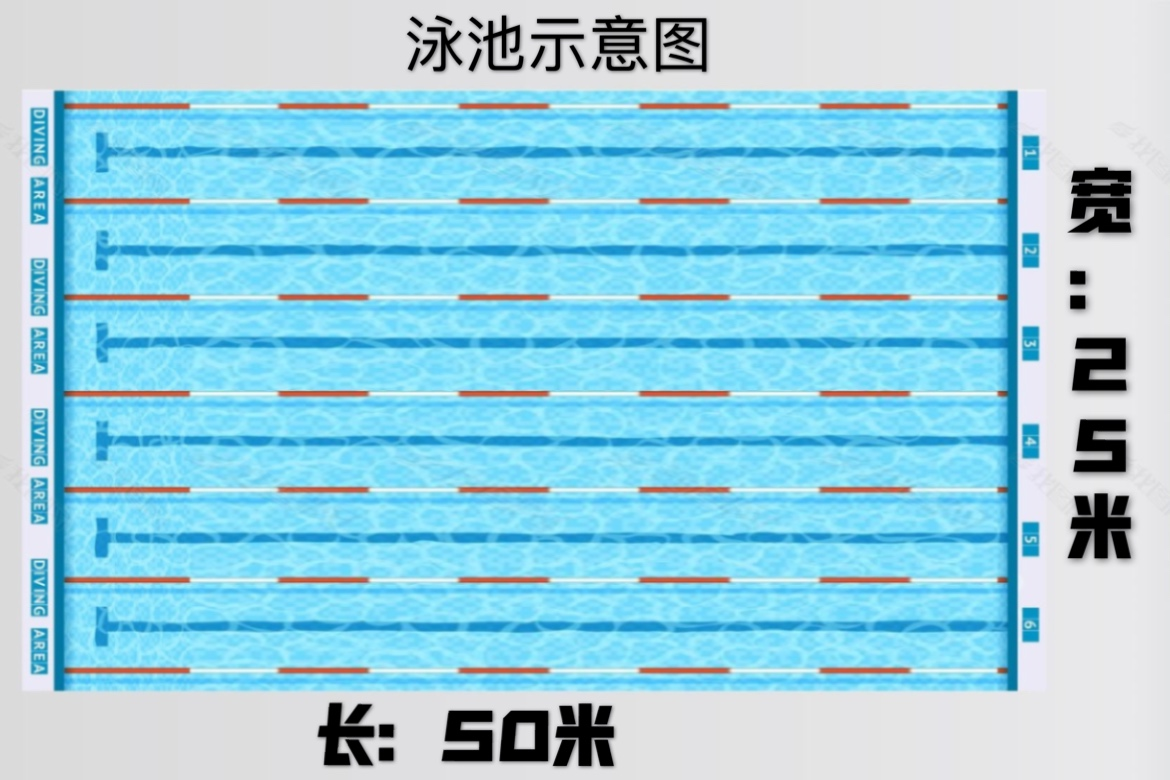 泳池示意图
DIVING AREA
DIVING AREA
DIVING AREA
DIVING AREA
1
2
3
4
5
6
宽:25米
长: 50米